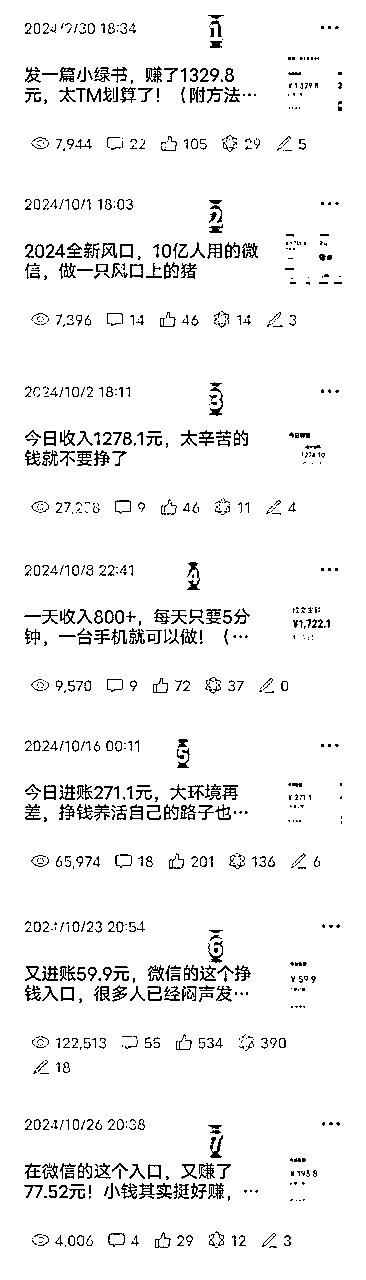 2024/9/30 18:34
1
发一篇小绿书，赚了1329.8
元，太TM划算了！（附方法…
7,944 22 105 29 5
2024/10/1 18:03
2
2024全新风口，10亿人用的微
信，做一只风口上的猪
7,396 14 46 14 3
2024/10/2 18:11
3
今日收入1278.1元，太辛苦的
钱就不要挣了
9 46 11 4
2024/10/8 22:41
4
一天收入800+，每天只要5分
钟，一台手机就可以做！（…
¥1,722.1
9,570 9 72 37 0
2024/10/16 00:11
5
今日进账271.1元，大环境再
差，挣钱养活自己的路子也…
¥271.1
65,974 18 201 136 6
2024/10/23 20:54
6
又进账59.9元，微信的这个挣
钱入口，很多人已经闷声发…
¥59.9
122,513 55 534 390
18
2024/10/26 20:38
在微信的这个入口，又赚了
77.52元！小钱其实挺好赚，…
4,006 4 29 12 3